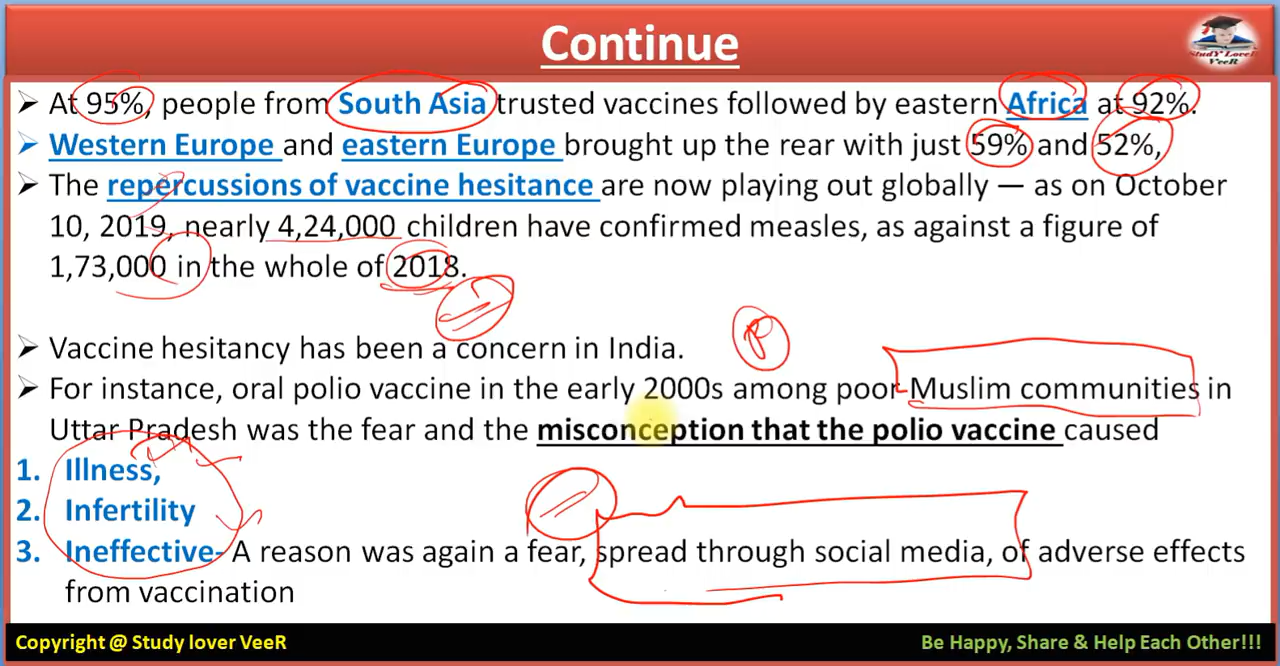 Continue
StudY LoveR
VeeR
➢ At 95%, people from South Asia trusted vaccines followed by eastern Africa at 92%.
➢ Western Europe and eastern Europe brought up the rear with just 59% and 52%,
➢ The repercussions of vaccine hesitance are now playing out globally — as on October
10, 2019, nearly 4,24,000 children have confirmed measles, as against a figure of
1,73,000 in the whole of 2018.
➢ Vaccine hesitancy has been a concern in India.
➢ For instance, oral polio vaccine in the early 2000s among poor Muslim communities in
Uttar Pradesh was the fear and the misconception that the polio vaccine caused
1. Illness,
2. Infertility
3. Ineffective- A reason was again a fear, spread through social media, of adverse effects
from vaccination
Copyright @ Study lover VeeR
Be Happy, Share & Help Each Other!!!